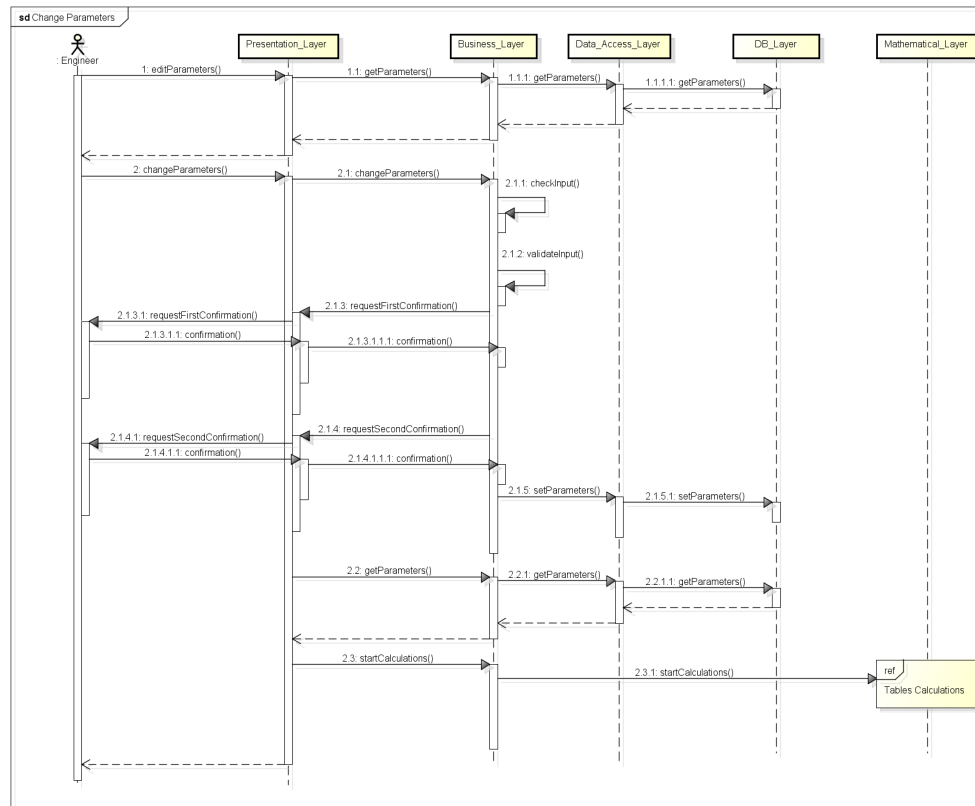 sd Change Parameters
: Engineer
Presentation_Layer
Business_Layer
Data_Access_Layer
DB_Layer
Mathematical_Layer
1: editParameters()
1.1: getParameters()
1.1.1: getParameters()
1.1.1.1: getParameters()
2: changeParameters()
2.1: changeParameters()
2.1.1: checkInput()
2.1.2: validateInput()
2.1.3: requestFirstConfirmation()
2.1.3.1: requestFirstConfirmation()
2.1.3.1.1: confirmation()
2.1.3.1.1.1: confirmation()
2.1.4: requestSecondConfirmation()
2.1.4.1: requestSecondConfirmation()
2.1.4.1.1: confirmation()
2.1.4.1.1.1: confirmation()
2.1.5: setParameters()
2.1.5.1: setParameters()
2.2: getParameters()
2.2.1: getParameters()
2.2.1.1: getParameters()
2.3: startCalculations()
2.3.1: startCalculations()
ref
Tables Calculations